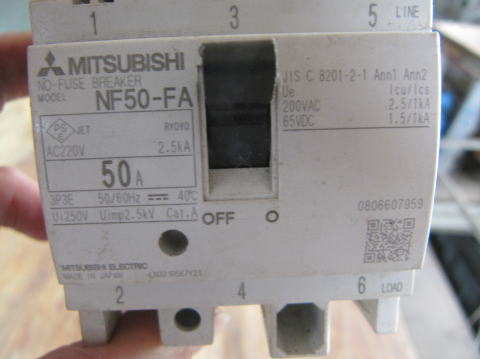 1 3 5 LINE
MITSUBISHI
NO-FUSE BREAKER
MODEL NF50-FA
PS E JET RYOYO
AC220V 2.5kA
50A
3P3E 50/60Hz 40℃
Ui250V Uimp2.5kV Cat.A
JIS C 8201-2-1 Ann1 Ann2
Ue Icu/Ics
200VAC 2.5/1kA
65VDC 1.5/1kA
OFF O
0806607959
MITSUBISHI ELECTRIC
MADE IN JAPAN
2 4 6 LOAD